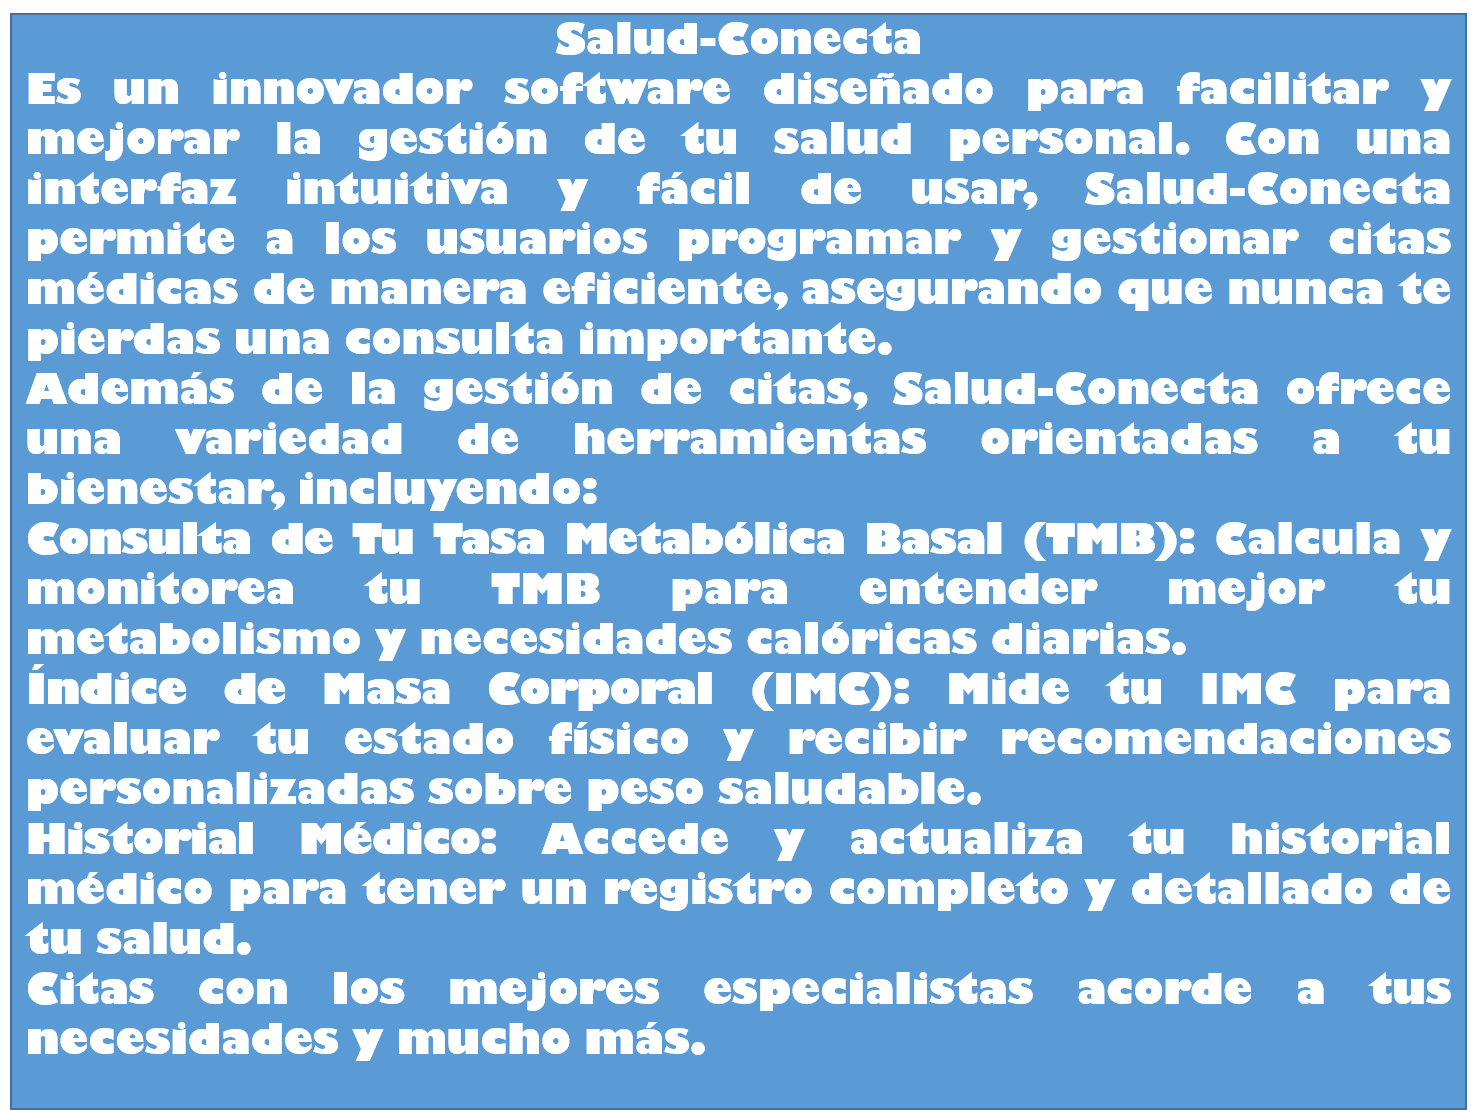 Salud-Conecta
Es un innovador software diseñado para facilitar y
mejorar la gestión de tu salud personal. Con una
interfaz intuitiva y fácil de usar, Salud-Conecta
permite a los usuarios programar y gestionar citas
médicas de manera eficiente, asegurando que nunca te
pierdas una consulta importante.
Además de la gestión de citas, Salud-Conecta ofrece
una variedad de herramientas orientadas a tu
bienestar, incluyendo:
Consulta de Tu Tasa Metabólica Basal (TMB): Calcula y
monitorea tu TMB para entender mejor tu
metabolismo y necesidades calóricas diarias.
Índice de Masa Corporal (IMC): Mide tu IMC para
evaluar tu estado físico y recibir recomendaciones
personalizadas sobre peso saludable.
Historial Médico: Accede y actualiza tu historial
médico para tener un registro completo y detallado de
tu salud.
Citas con los mejores especialistas acorde a tus
necesidades y mucho más.